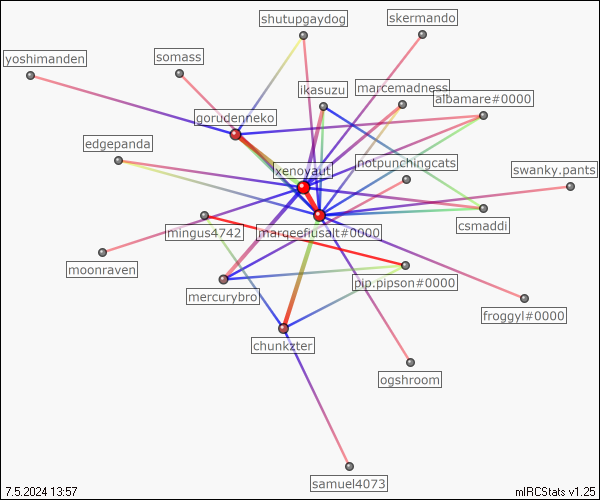 shutupgaydog
skermando
yoshimanden
somass
ikasuzu
marcemadness
albamare#0000
gorudenneko
edgepanda
notpunchingcats
xenoyaut
swanky.pants
mingus4742
marqeefiusalt#0000
csmaddi
moonraven
mercurybro
pip.pipson#0000
froggyl#0000
chunkzter
ogshroom
samuel4073
7.5.2024 13:57
mIRCStats v1.25